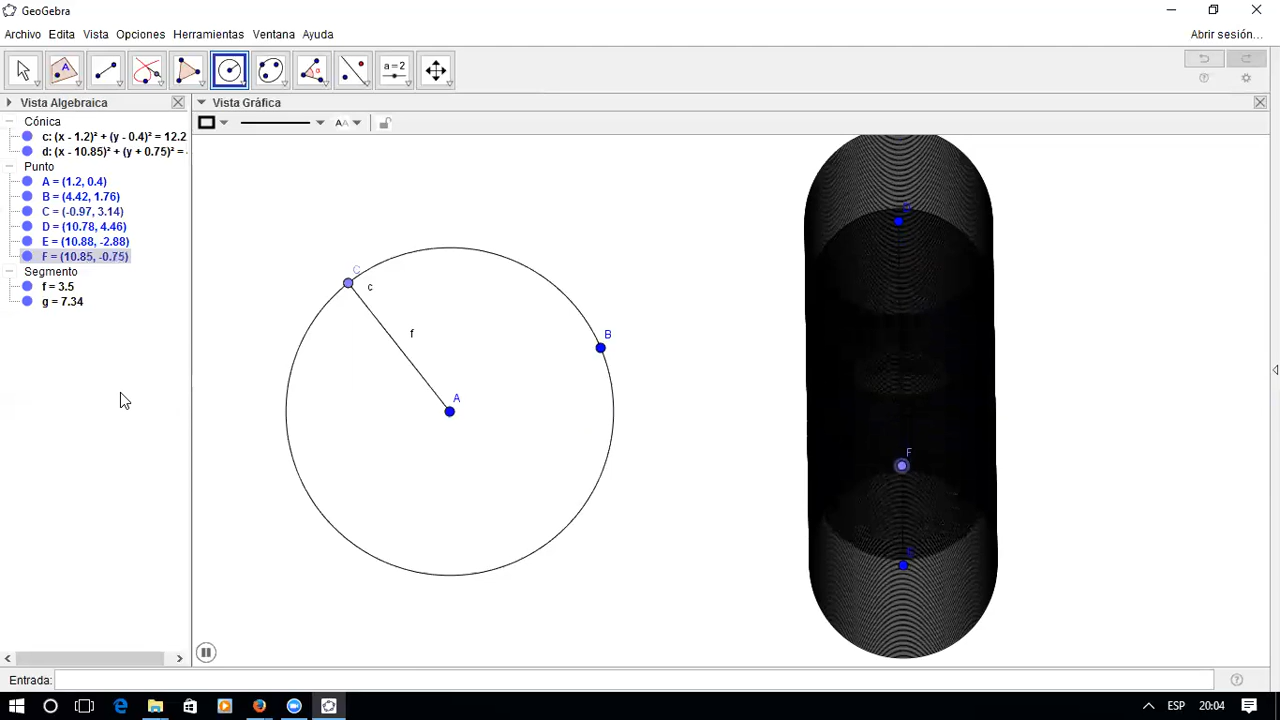 GeoGebra
Archivo Edita Vista Opciones Herramientas Ventana Ayuda
Abrir sesión...
A
α
a = 2
Vista Algebraica
Vista Gráfica
AA
Cónica
c: (x - 1.2)² + (y - 0.4)² = 12.2
d: (x - 10.85)² + (y + 0.75)² =
Punto
A = (1.2, 0.4)
B = (4.42, 1.76)
C = (-0.97, 3.14)
D = (10.78, 4.46)
E = (10.88, -2.88)
F = (10.85, -0.75)
Segmento
f = 3.5
g = 7.34
C
c
f
B
A
F
Entrada:
ESP 20:04